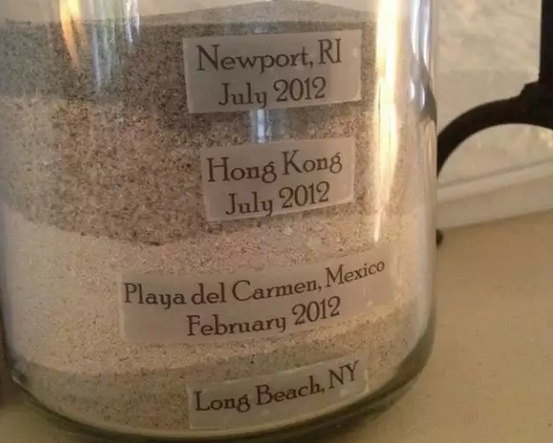 Newport, RI
July 2012
Hong Kong
July 2012
Playa del Carmen, Mexico
February 2012
Long Beach, NY